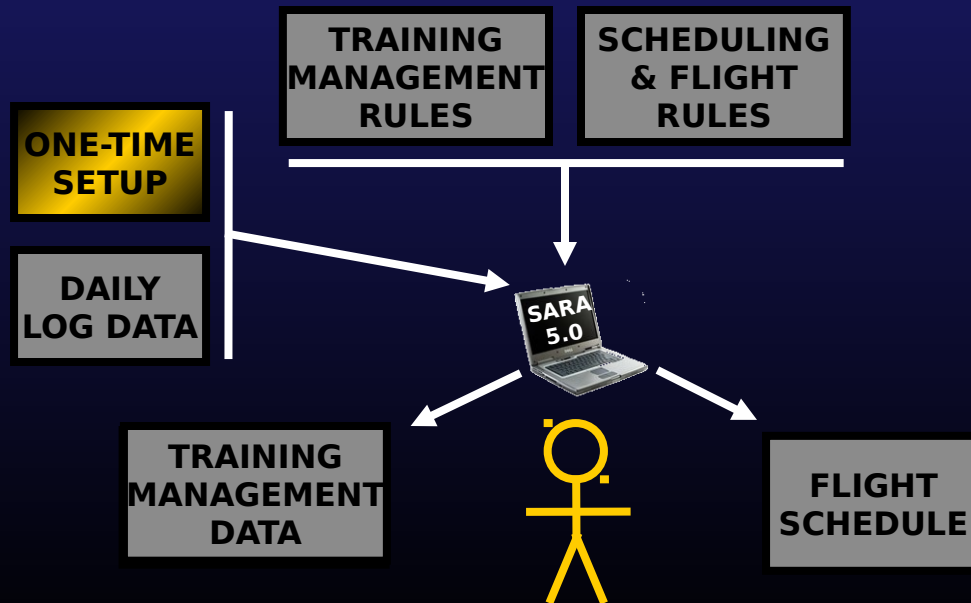 TRAINING
MANAGEMENT
RULES
SCHEDULING
& FLIGHT
RULES
ONE-TIME
SETUP
DAILY
LOG DATA
SARA
5.0
TRAINING
MANAGEMENT
DATA
FLIGHT
SCHEDULE